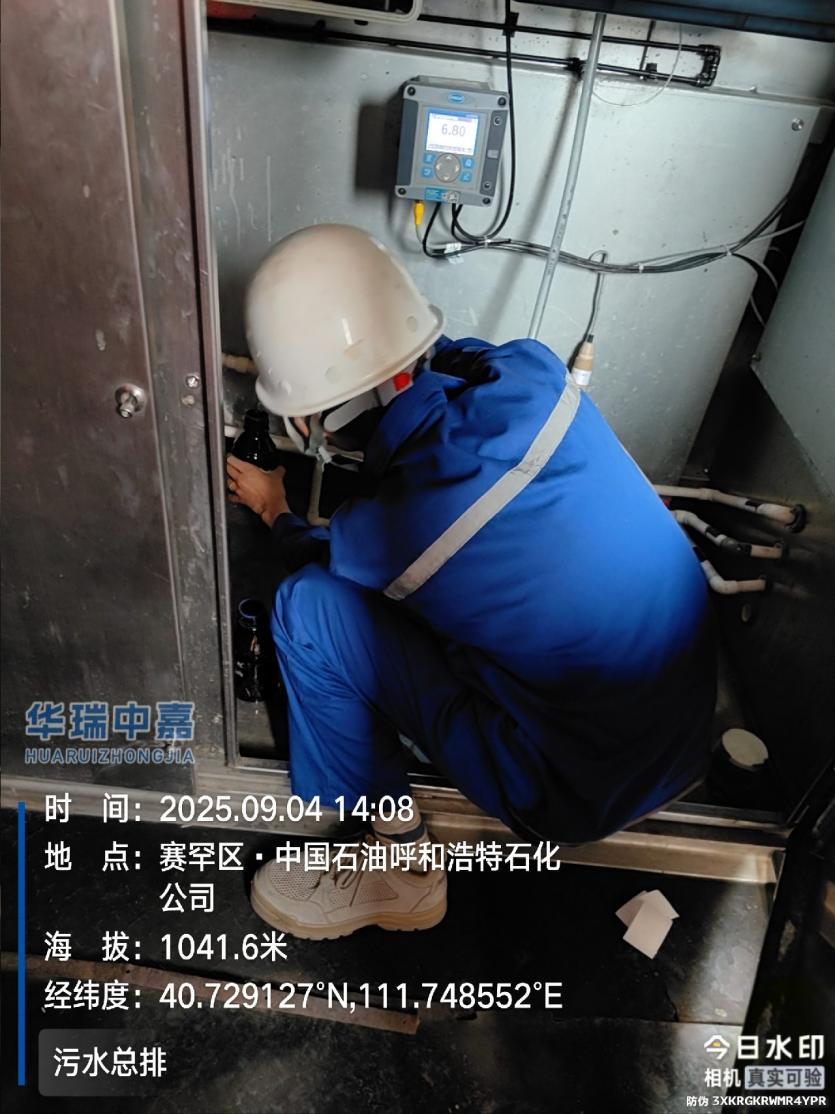 6.80
华瑞中嘉
HUARUIZHONGJIA
时 间：2025.09.04 14:08
地 点：赛罕区·中国石油呼和浩特石化
公司
海 拔：1041.6米
经纬度：40.729127°N,111.748552°E
污水总排
今日水印
相机 真实可验
防伪 3XKRGKRWMR4YPR